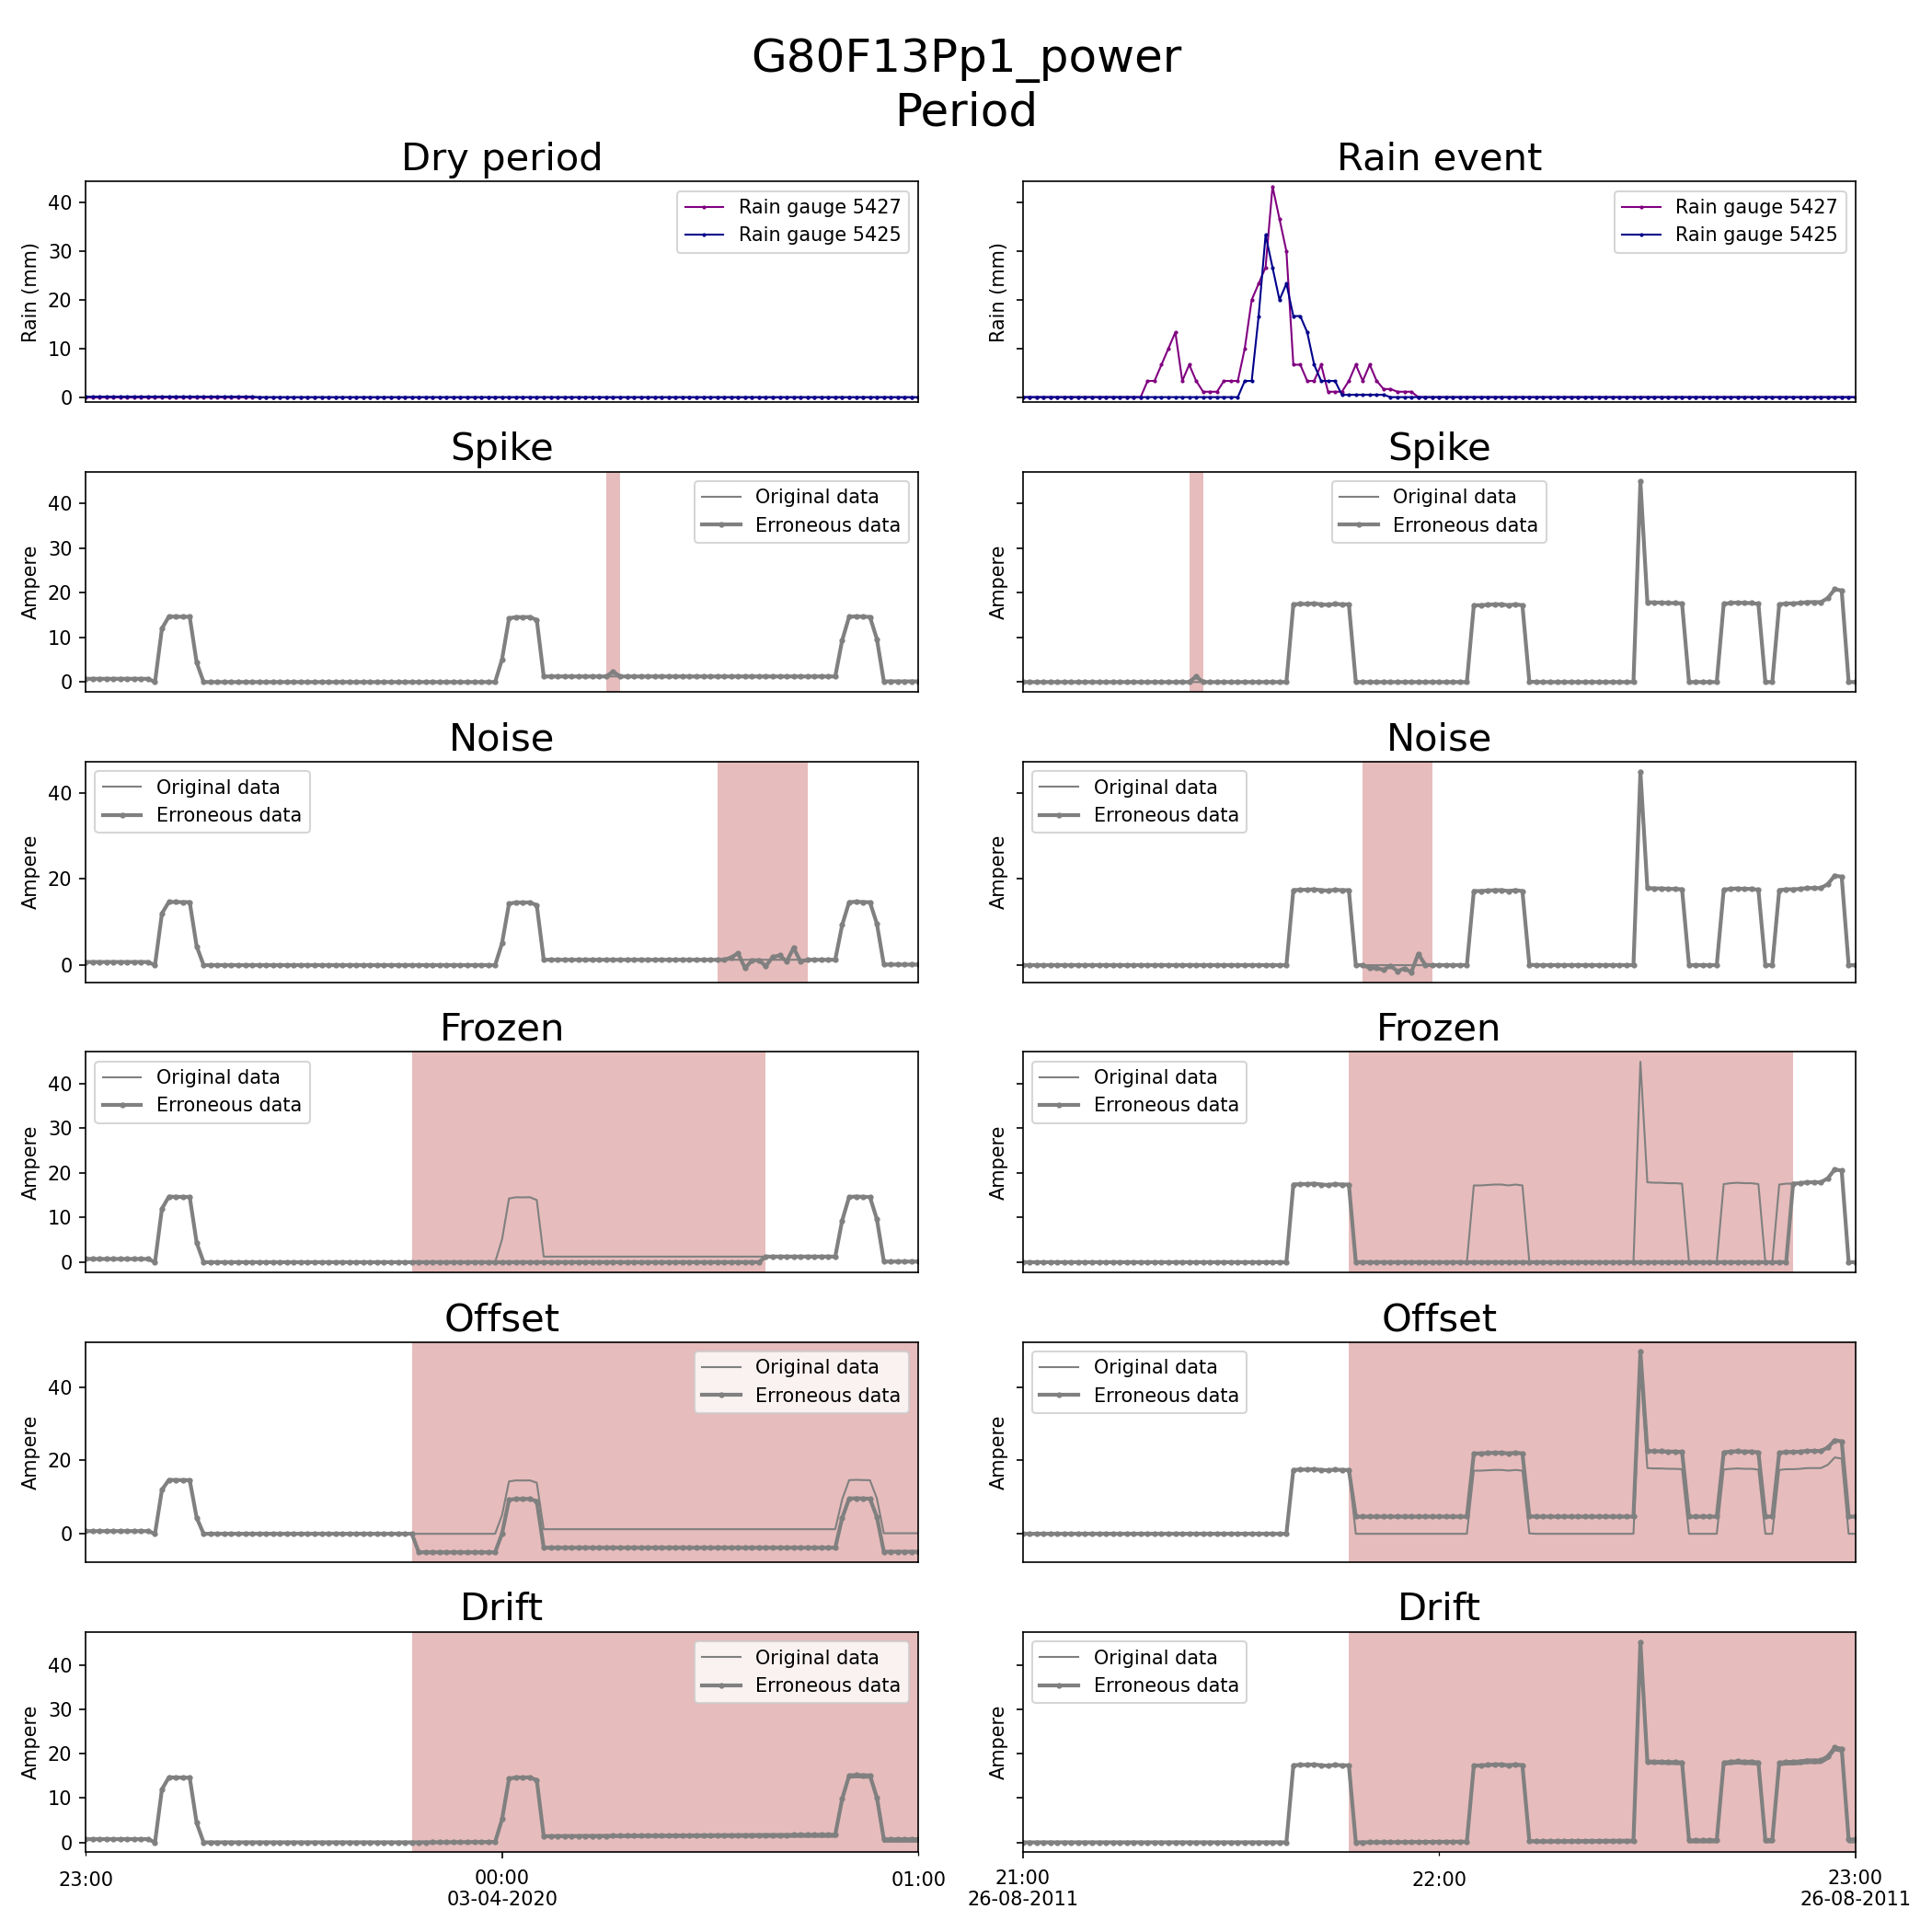 G80F13Pp1_power
Period
Dry period
Rain (mm)
40
30
20
10
0
Rain gauge 5427
Rain gauge 5425
Rain event
Rain (mm)
Rain gauge 5427
Rain gauge 5425
Spike
Ampere
40
30
20
10
0
Original data
Erroneous data
Spike
Ampere
Original data
Erroneous data
Noise
Ampere
40
20
0
Original data
Erroneous data
Noise
Ampere
Original data
Erroneous data
Frozen
Ampere
40
30
20
10
0
Original data
Erroneous data
Frozen
Ampere
Original data
Erroneous data
Offset
Ampere
40
20
0
Original data
Erroneous data
Offset
Ampere
Original data
Erroneous data
Drift
Ampere
40
30
20
10
0
Original data
Erroneous data
23:00
00:00
03-04-2020
01:00
Drift
Ampere
Original data
Erroneous data
21:00
26-08-2011
22:00
23:00
26-08-2011